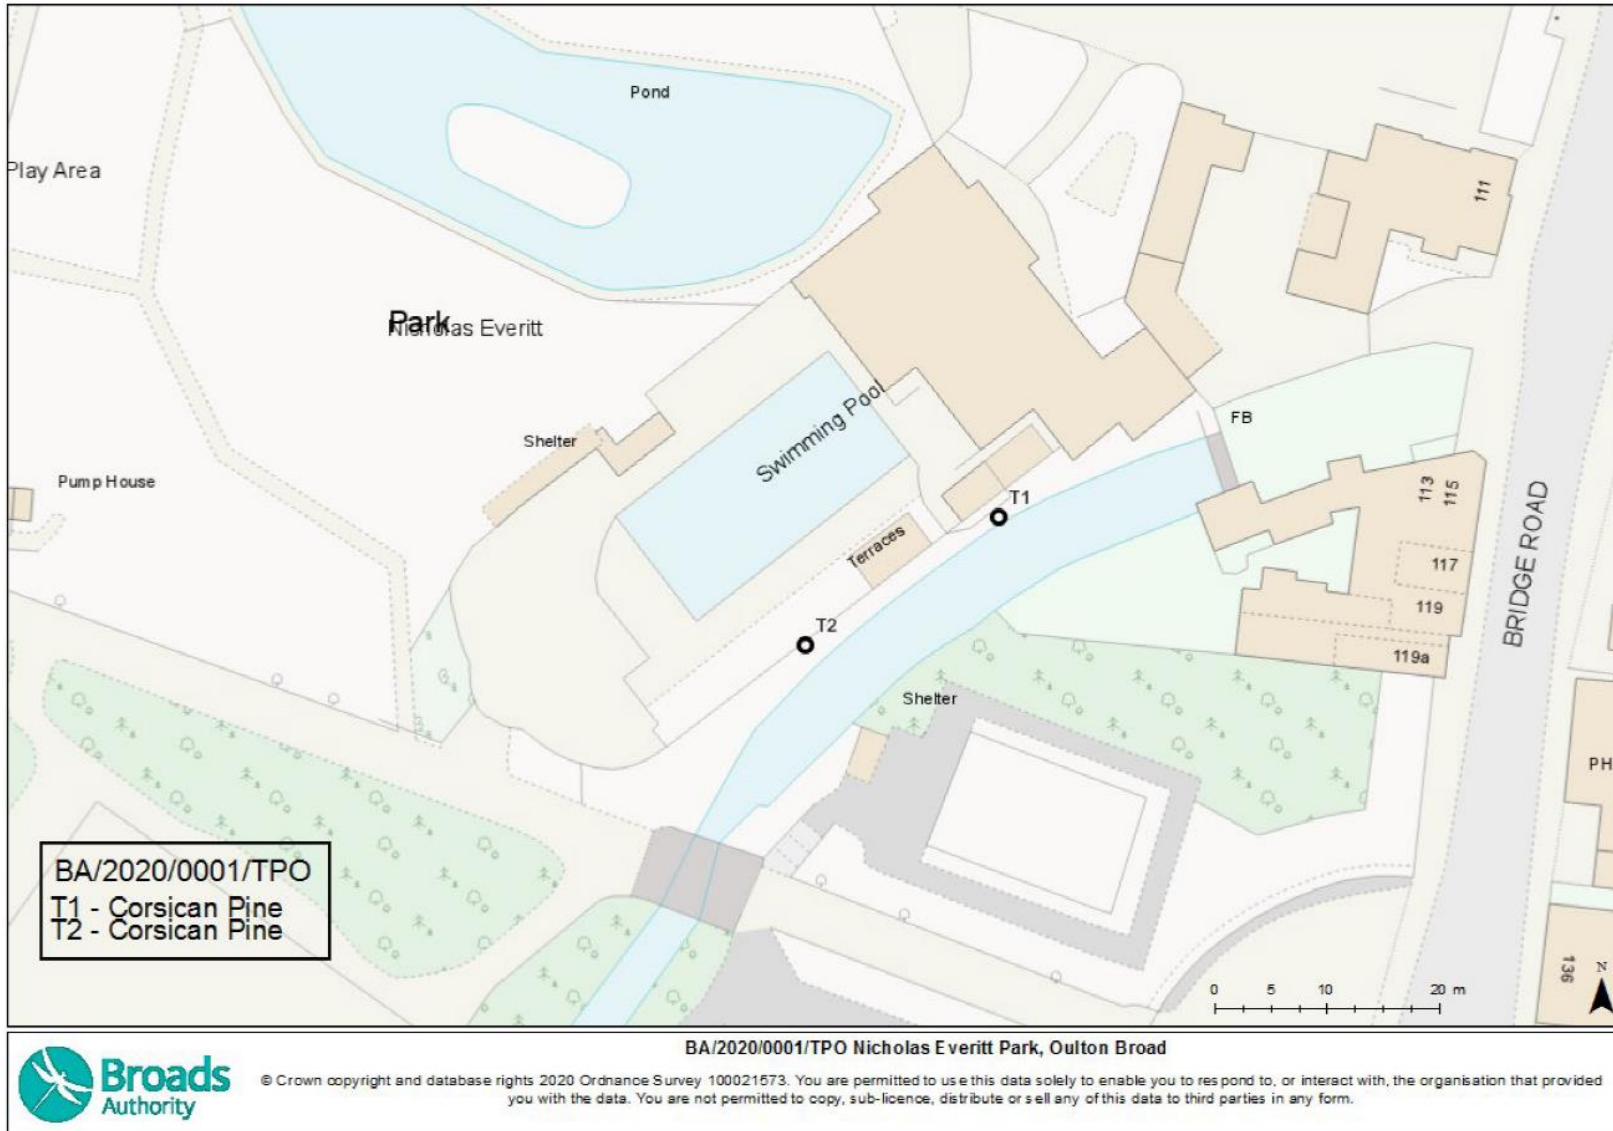 Pond
Play Area
111
Park
Nicholas Everitt
Swimming Pool
Shelter
FB
Pump House
113
115
T1
Terraces
117
BRIDGE ROAD
119
T2
119a
Shelter
PH
BA/2020/0001/TPO
T1 - Corsican Pine
T2 - Corsican Pine
136
N
0 5 10 20 m
BA/2020/0001/TPO Nicholas Everitt Park, Oulton Broad
Broads
Authority
© Crown copyright and database rights 2020 Ordnance Survey 100021573. You are permitted to use this data solely to enable you to respond to, or interact with, the organisation that provided
you with the data. You are not permitted to copy, sub-licence, distribute or sell any of this data to third parties in any form.